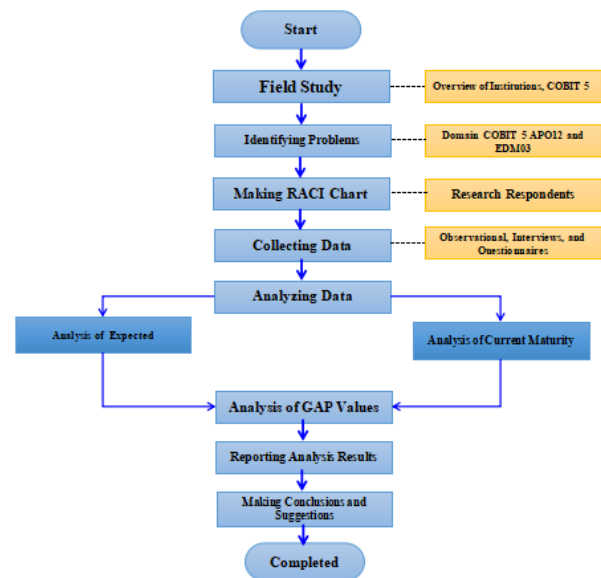 Start
Field Study
Overview of Institutions, COBIT 5
Identifying Problems
Domain COBIT 5 APO12 and
EDM03
Making RACI Chart
Research Respondents
Collecting Data
Observational, Interviews, and
Questionnaires
Analyzing Data
Analysis of Expected
Analysis of Current Maturity
Analysis of GAP Values
Reporting Analysis Results
Making Conclusions and
Suggestions
Completed